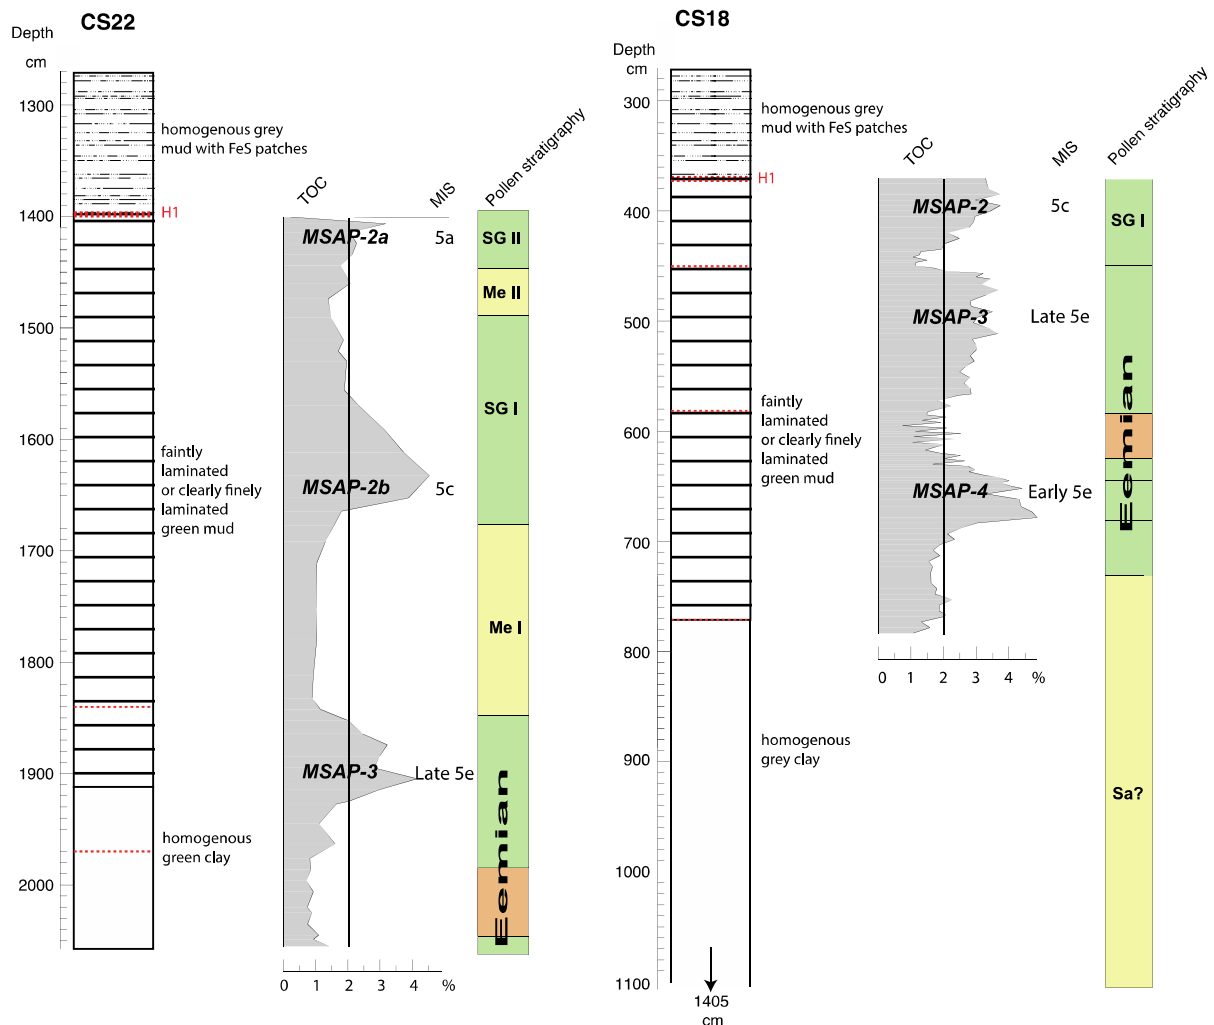 CS22
Depth
cm
1300
1400
1500
1600
1700
1800
1900
2000
homogenous grey
mud with FeS patches
H1
faintly
laminated
or clearly finely
laminated
green mud
homogenous
green clay
TOC
MIS
Pollen stratigraphy
MSAP-2a
5a
MSAP-2b
5c
MSAP-3
Late 5e
SG II
Me II
SG I
Me I
Eemian
0 1 2 3 4 %
CS18
Depth
cm
300
400
500
600
700
800
900
1000
1100
homogenous grey
mud with FeS patches
H1
faintly
laminated
or clearly finely
laminated
green mud
homogenous
grey clay
1405
cm
TOC
MIS
Pollen stratigraphy
MSAP-2
5c
MSAP-3
Late 5e
MSAP-4
Early 5e
SG I
Eemian
Sa?
0 1 2 3 4 %